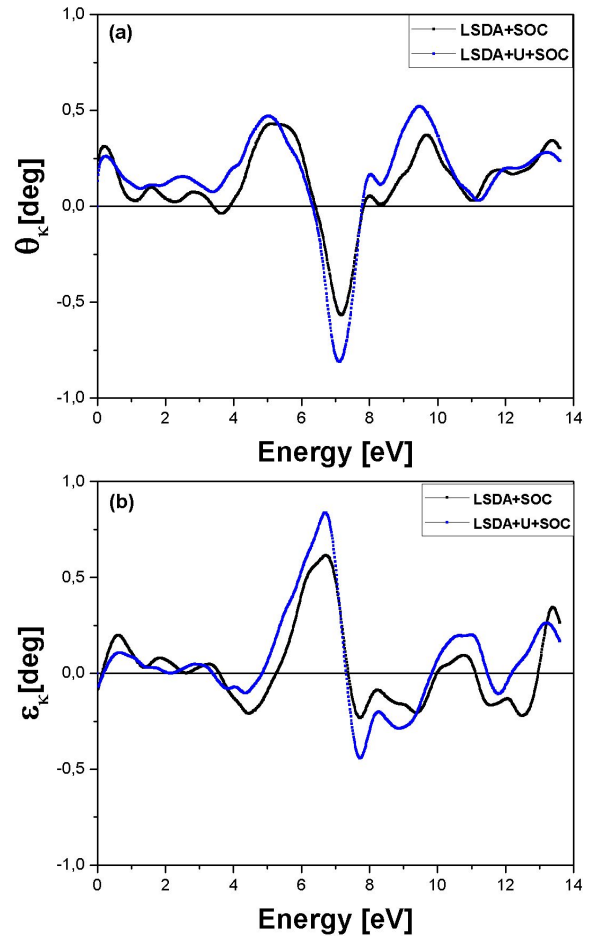 (a)
LSDA+SOC
LSDA+U+SOC
1,0
0,5
0,0
-0,5
-1,0
θκ[deg]
0 2 4 6 8 10 12 14
Energy [eV]
(b)
LSDA+SOC
LSDA+U+SOC
1,0
0,5
0,0
-0,5
-1,0
εκ[deg]
0 2 4 6 8 10 12 14
Energy [eV]